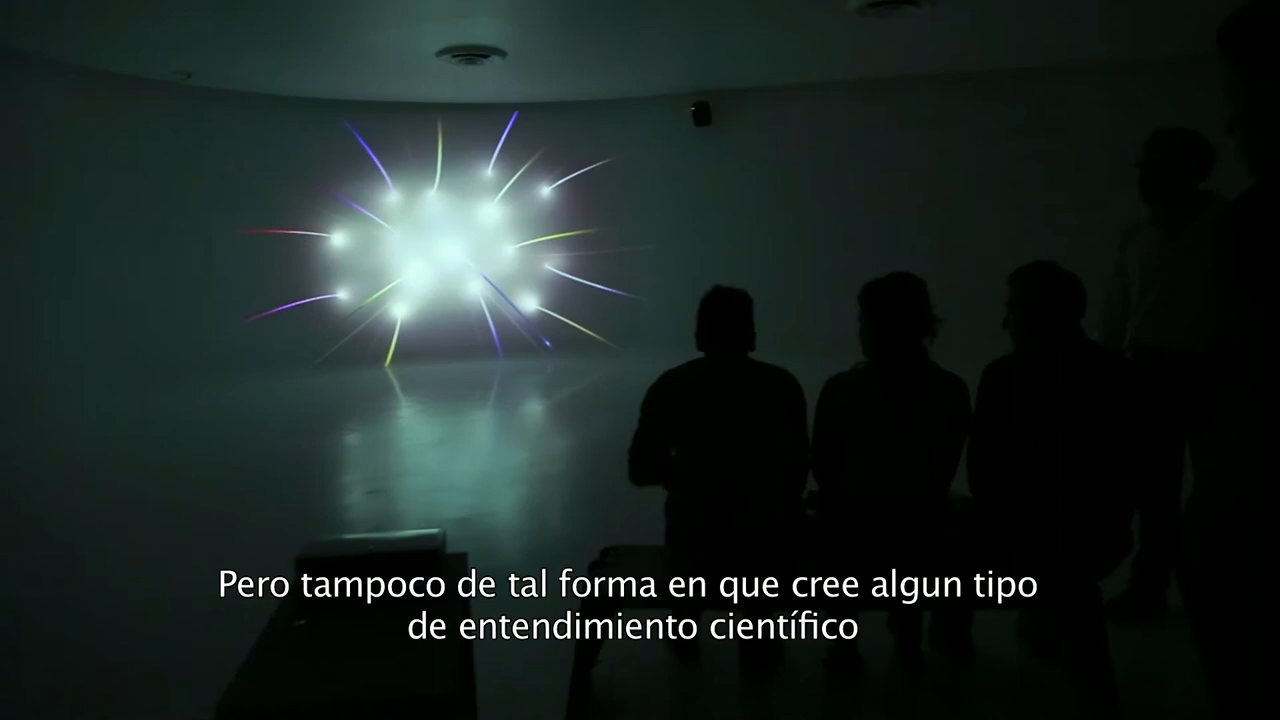 Pero tampoco de tal forma en que cree algun tipo
de entendimiento científico